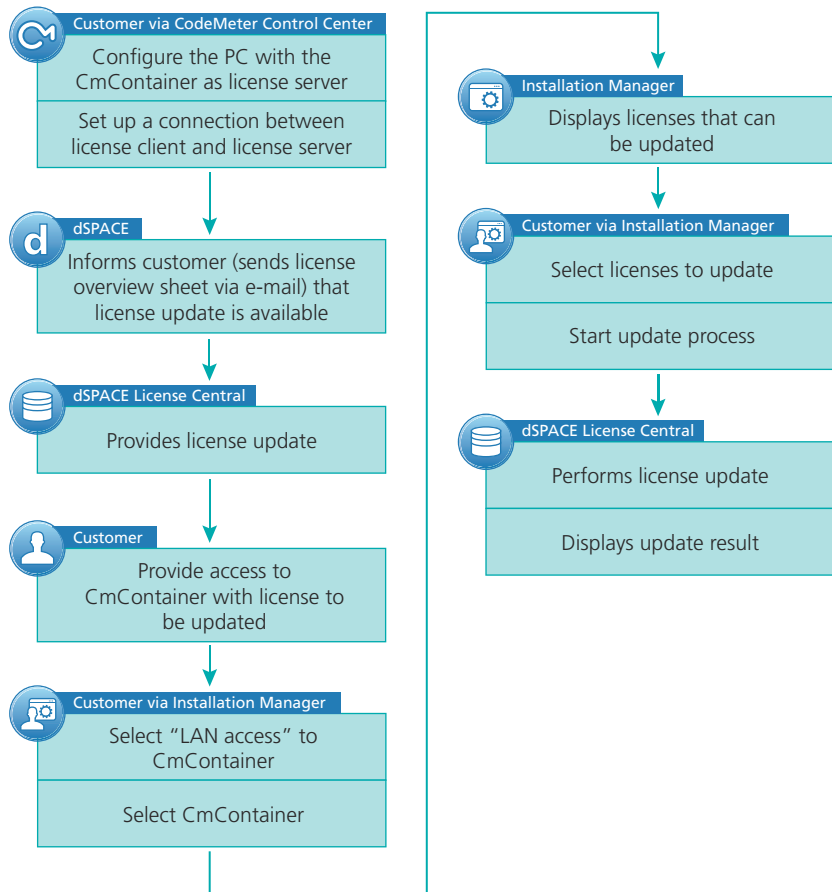 Customer via CodeMeter Control Center
Configure the PC with the
CmContainer as license server
Set up a connection between
license client and license server
dSPACE
d
Informs customer (sends license
overview sheet via e-mail) that
license update is available
dSPACE License Central
Provides license update
Customer
Provide access to
CmContainer with license to
be updated
Customer via Installation Manager
Select “LAN access” to
CmContainer
Select CmContainer
Installation Manager
Displays licenses that can
be updated
Customer via Installation Manager
Select licenses to update
Start update process
dSPACE License Central
Performs license update
Displays update result